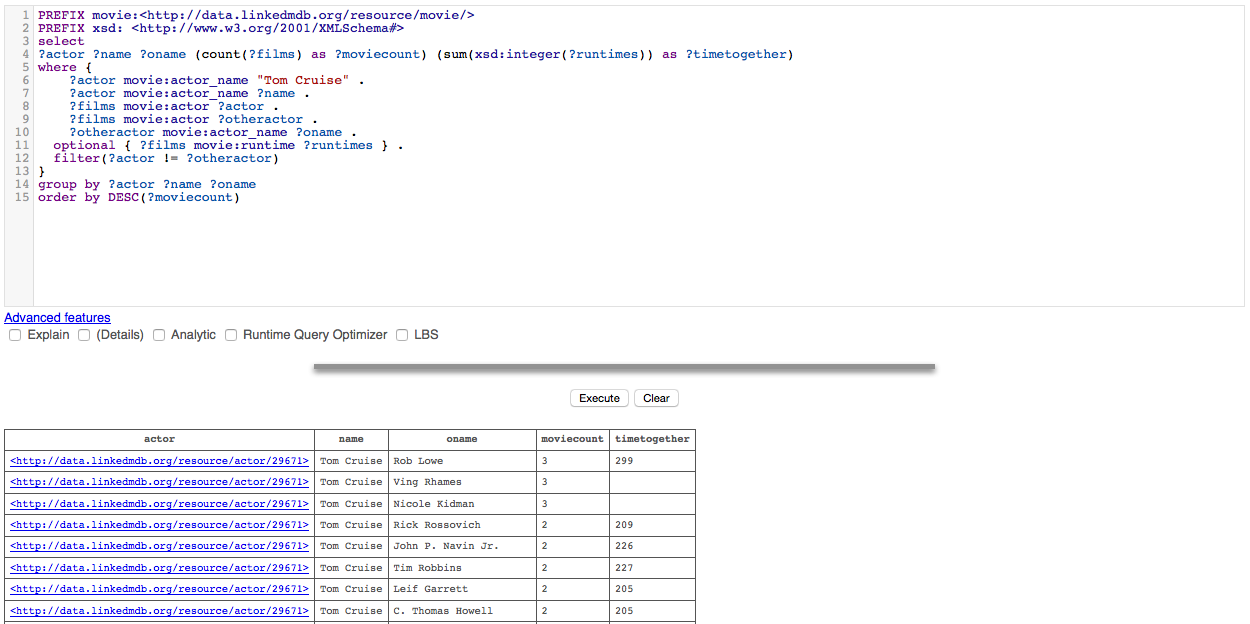 1 PREFIX movie:<http://data.linkedmdb.org/resource/movie/>
2 PREFIX xsd: <http://www.w3.org/2001/XMLSchema#>
3 select
4 ?actor ?name ?oname (count(?films) as ?moviecount) (sum(xsd:integer(?runtimes)) as ?timetogether)
5 where {
6     ?actor movie:actor_name "Tom Cruise" .
7     ?actor movie:actor_name ?name .
8     ?films movie:actor ?actor .
9     ?films movie:actor ?otheractor .
10     ?otheractor movie:actor_name ?oname .
11   optional { ?films movie:runtime ?runtimes } .
12   filter(?actor != ?otheractor)
13 }
14 group by ?actor ?name ?oname
15 order by DESC(?moviecount)
Advanced features
Explain (Details) Analytic Runtime Query Optimizer LBS
Execute Clear
actor name oname moviecount timetogether
<http://data.linkedmdb.org/resource/actor/29671> Tom Cruise Rob Lowe 3 299
<http://data.linkedmdb.org/resource/actor/29671> Tom Cruise Ving Rhames 3
<http://data.linkedmdb.org/resource/actor/29671> Tom Cruise Nicole Kidman 3
<http://data.linkedmdb.org/resource/actor/29671> Tom Cruise Rick Rossovich 2 209
<http://data.linkedmdb.org/resource/actor/29671> Tom Cruise John P. Navin Jr. 2 226
<http://data.linkedmdb.org/resource/actor/29671> Tom Cruise Tim Robbins 2 227
<http://data.linkedmdb.org/resource/actor/29671> Tom Cruise Leif Garrett 2 205
<http://data.linkedmdb.org/resource/actor/29671> Tom Cruise C. Thomas Howell 2 205